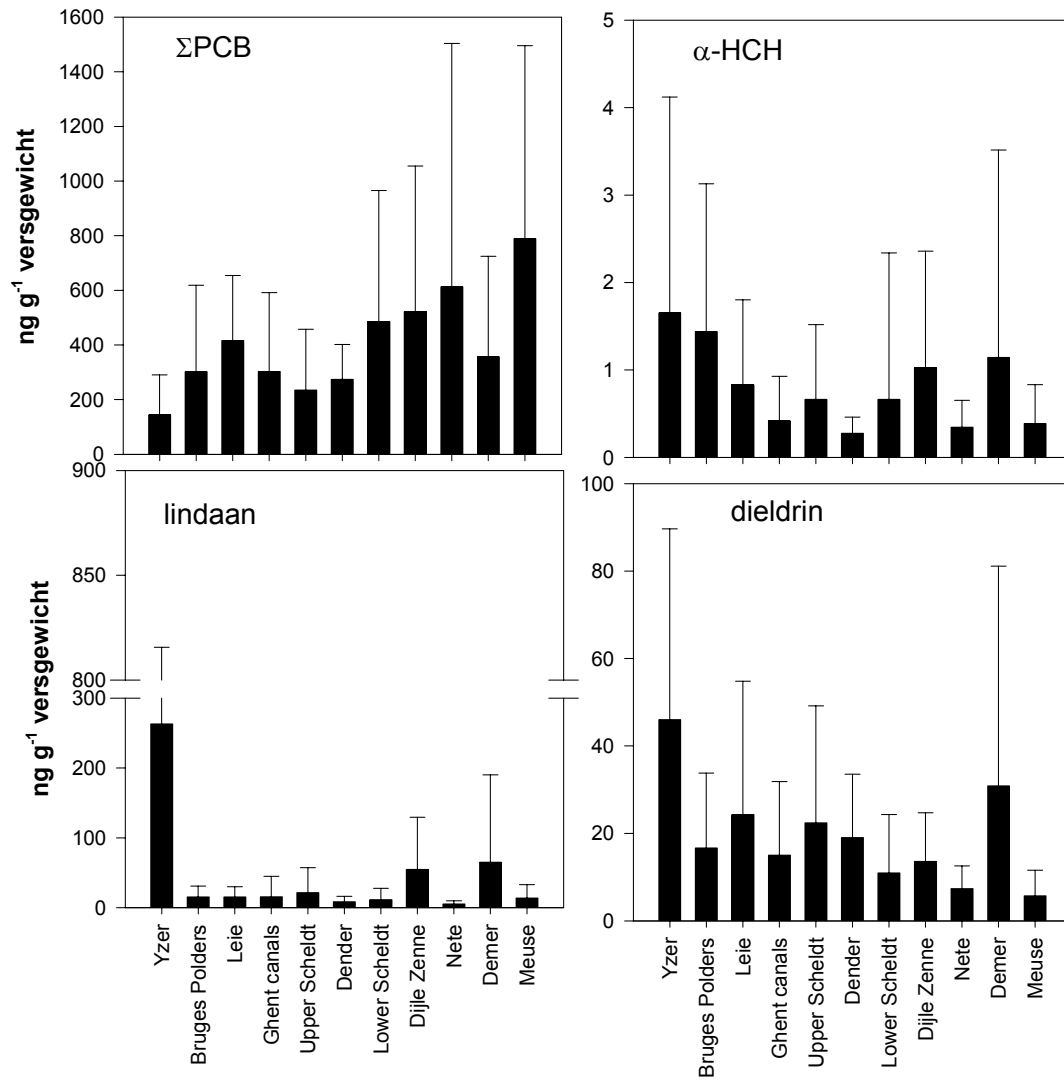 ΣPCB
1600
1400
1200
1000
800
600
400
200
0
ng g⁻¹ versgewicht
α-HCH
5
4
3
2
1
0
lindaan
900
850
800
300
200
100
0
ng g⁻¹ versgewicht
Yzer
Bruges Polders
Leie
Ghent canals
Upper Scheldt
Dender
Lower Scheldt
Dijle Zenne
Nete
Demer
Meuse
dieldrin
100
80
60
40
20
0
Yzer
Bruges Polders
Leie
Ghent canals
Upper Scheldt
Dender
Lower Scheldt
Dijle Zenne
Nete
Demer
Meuse